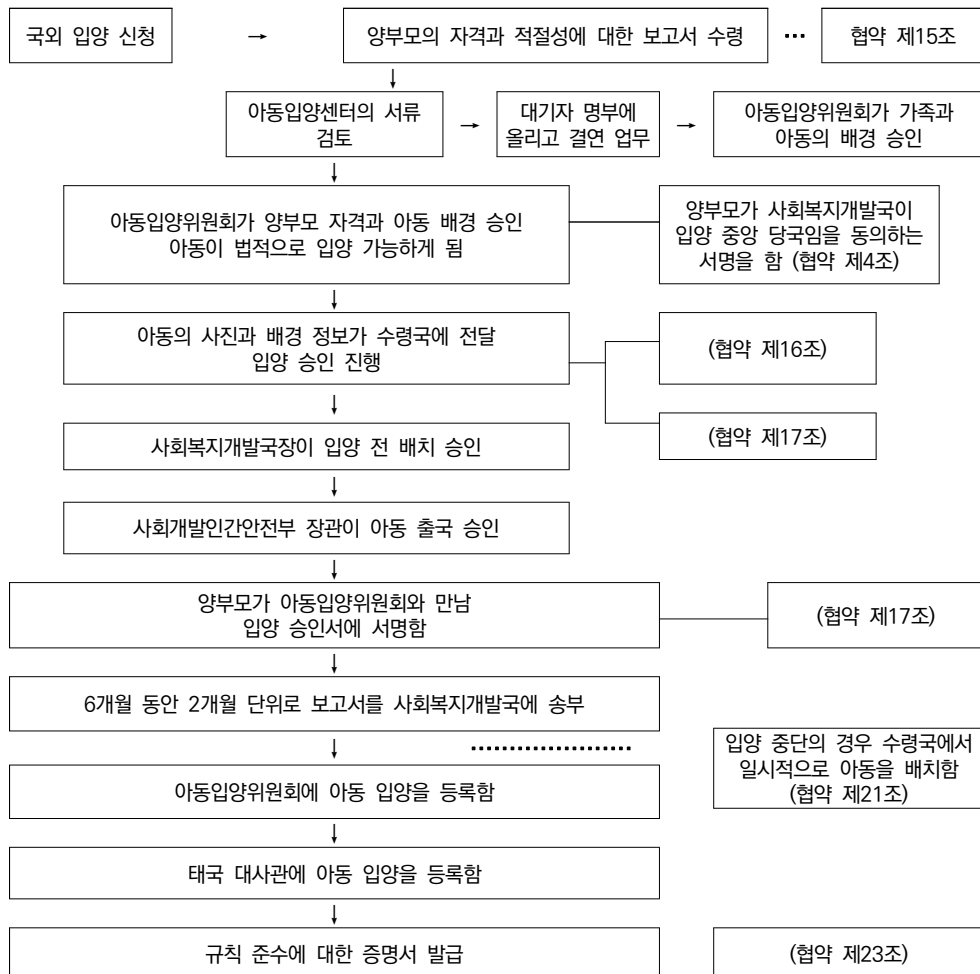 국외 입양 신청 → 양부모의 자격과 적절성에 대한 보고서 수령 ··· 협약 제15조
↓
아동입양센터의 서류
검토
→
대기자 명부에
올리고 결연 업무
→
아동입양위원회가 가족과
아동의 배경 승인
↓
아동입양위원회가 양부모 자격과 아동 배경 승인
아동이 법적으로 입양 가능하게 됨
양부모가 사회복지개발국이
입양 중앙 당국임을 동의하는
서명을 함 (협약 제4조)
↓
아동의 사진과 배경 정보가 수령국에 전달
입양 승인 진행
(협약 제16조)
(협약 제17조)
↓
사회복지개발국장이 입양 전 배치 승인
↓
사회개발인간안전부 장관이 아동 출국 승인
↓
양부모가 아동입양위원회와 만남
입양 승인서에 서명함
(협약 제17조)
↓
6개월 동안 2개월 단위로 보고서를 사회복지개발국에 송부
↓
입양 중단의 경우 수령국에서
일시적으로 아동을 배치함
(협약 제21조)
아동입양위원회에 아동 입양을 등록함
↓
태국 대사관에 아동 입양을 등록함
↓
규칙 준수에 대한 증명서 발급
(협약 제23조)